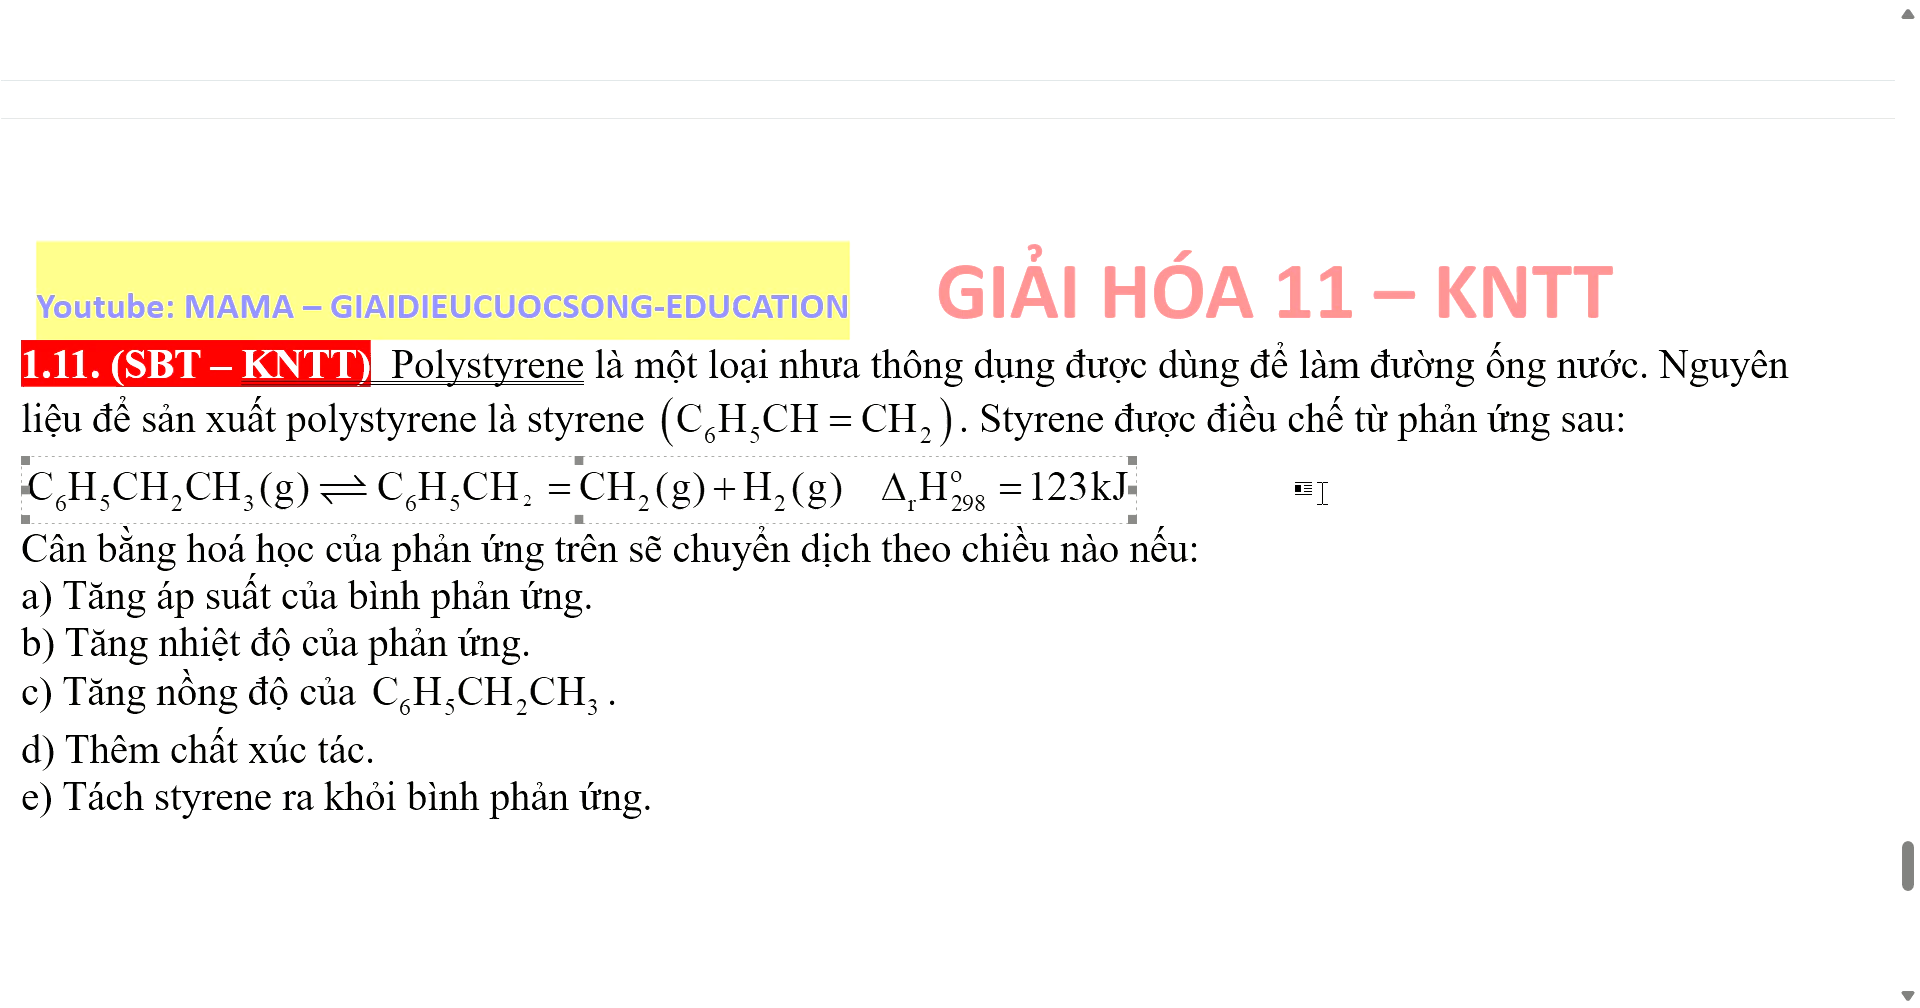 Youtube: MAMA – GIAIDIEUCUOCSONG-EDUCATION
GIẢI HÓA 11 – KNTT
1.11. (SBT – KNTT) Polystyrene là một loại nhưa thông dụng được dùng để làm đường ống nước. Nguyên
liệu để sản xuất polystyrene là styrene (C₆H₅CH = CH₂). Styrene được điều chế từ phản ứng sau:
C₆H₅CH₂CH₃(g) ⇌ C₆H₅CH₂ = CH₂(g) + H₂(g) ΔᵣH°₂₉₈ = 123kJ
Cân bằng hoá học của phản ứng trên sẽ chuyển dịch theo chiều nào nếu:
a) Tăng áp suất của bình phản ứng.
b) Tăng nhiệt độ của phản ứng.
c) Tăng nồng độ của C₆H₅CH₂CH₃ .
d) Thêm chất xúc tác.
e) Tách styrene ra khỏi bình phản ứng.